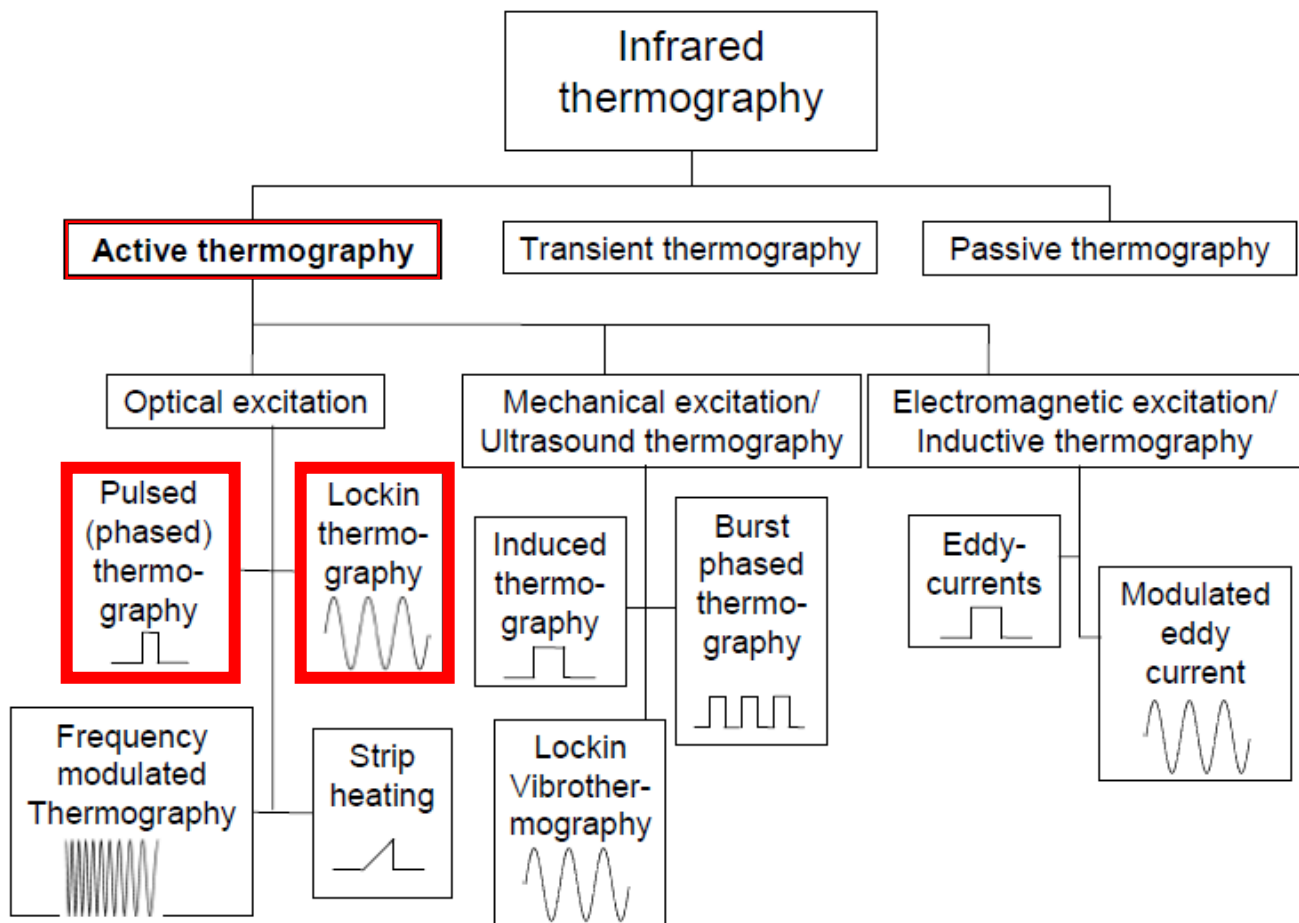 Infrared
thermography
Active thermography
Transient thermography
Passive thermography
Optical excitation
Mechanical excitation/
Ultrasound thermography
Electromagnetic excitation/
Inductive thermography
Pulsed
(phased)
thermo-
graphy
Lockin
thermo-
graphy
Induced
thermo-
graphy
Burst
phased
thermo-
graphy
Eddy-
currents
Modulated
eddy
current
Frequency
modulated
Thermography
Strip
heating
Lockin
Vibrother-
mography